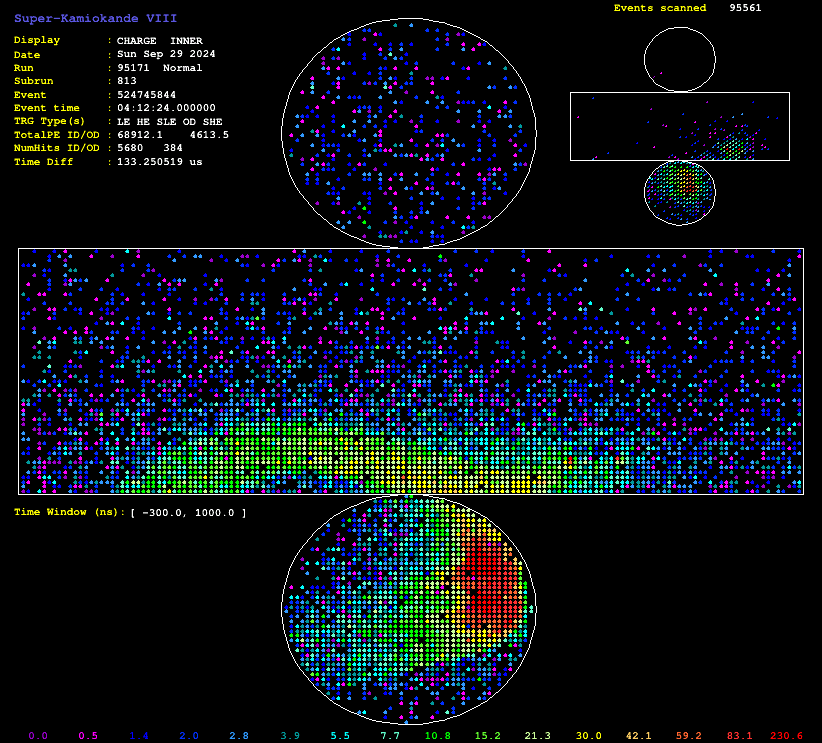 Super-Kamiokande VIII
Events scanned 95561
Display : CHARGE INNER
Date : Sun Sep 29 2024
Run : 95171 Normal
Subrun : 813
Event : 524745844
Event time : 04:12:24.000000
TRG Type(s) : LE HE SLE OD SHE
TotalPE ID/OD : 68912.1 4613.5
NumHits ID/OD : 5680 384
Time Diff : 133.250519 us
Time Window (ns): [ -300.0, 1000.0 ]
0.0 0.5 1.4 2.0 2.8 3.9 5.5 7.7 10.8 15.2 21.3 30.0 42.1 59.2 83.1 230.6